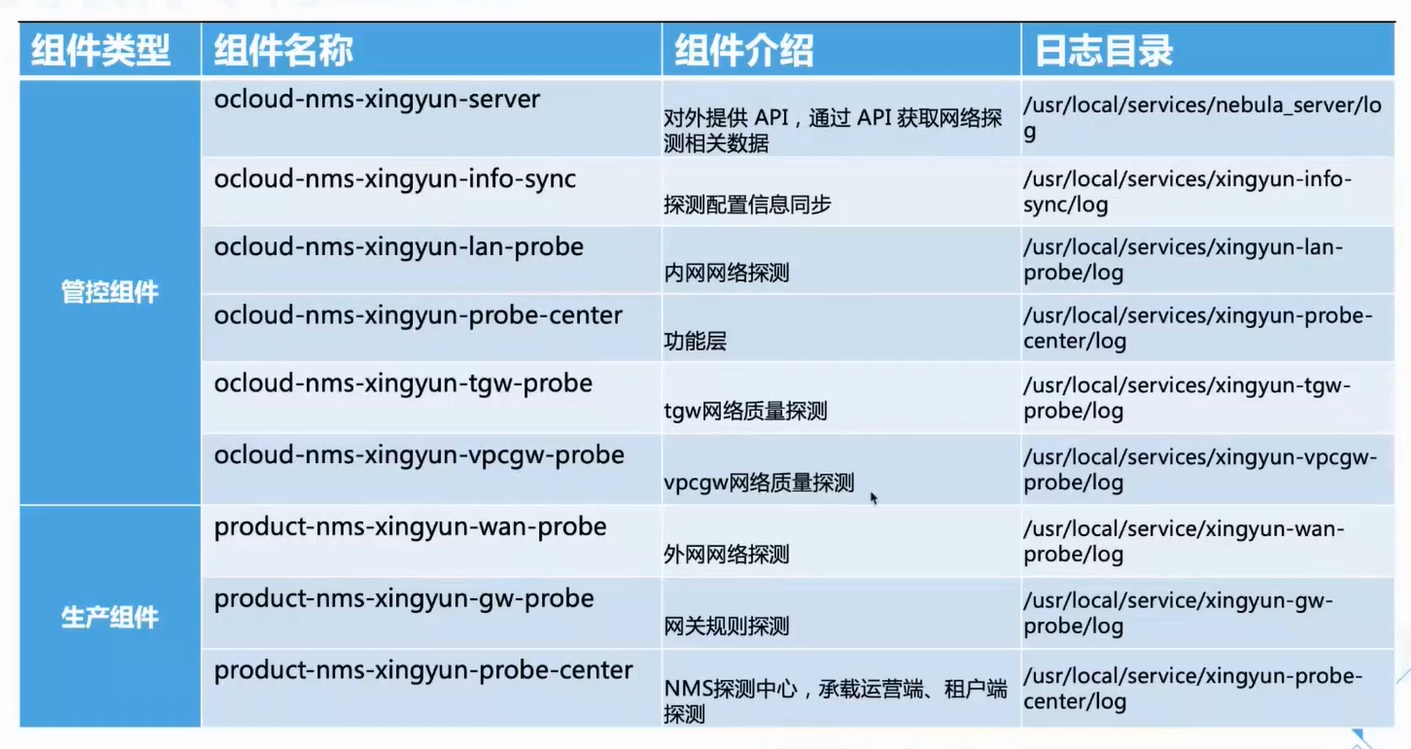 组件类型 组件名称 组件介绍 日志目录
管控组件
ocloud-nms-xingyun-server
对外提供 API，通过 API 获取网络探
测相关数据
/usr/local/services/nebula_server/lo
g
ocloud-nms-xingyun-info-sync
探测配置信息同步
/usr/local/services/xingyun-info-
sync/log
ocloud-nms-xingyun-lan-probe
内网网络探测
/usr/local/services/xingyun-lan-
probe/log
ocloud-nms-xingyun-probe-center
功能层
/usr/local/services/xingyun-probe-
center/log
ocloud-nms-xingyun-tgw-probe
tgw网络质量探测
/usr/local/services/xingyun-tgw-
probe/log
ocloud-nms-xingyun-vpcgw-probe
vpcgw网络质量探测
/usr/local/services/xingyun-vpcgw-
probe/log
生产组件
product-nms-xingyun-wan-probe
外网网络探测
/usr/local/service/xingyun-wan-
probe/log
product-nms-xingyun-gw-probe
网关规则探测
/usr/local/service/xingyun-gw-
probe/log
product-nms-xingyun-probe-center
NMS探测中心，承载运营端、租户端
探测
/usr/local/service/xingyun-probe-
center/log